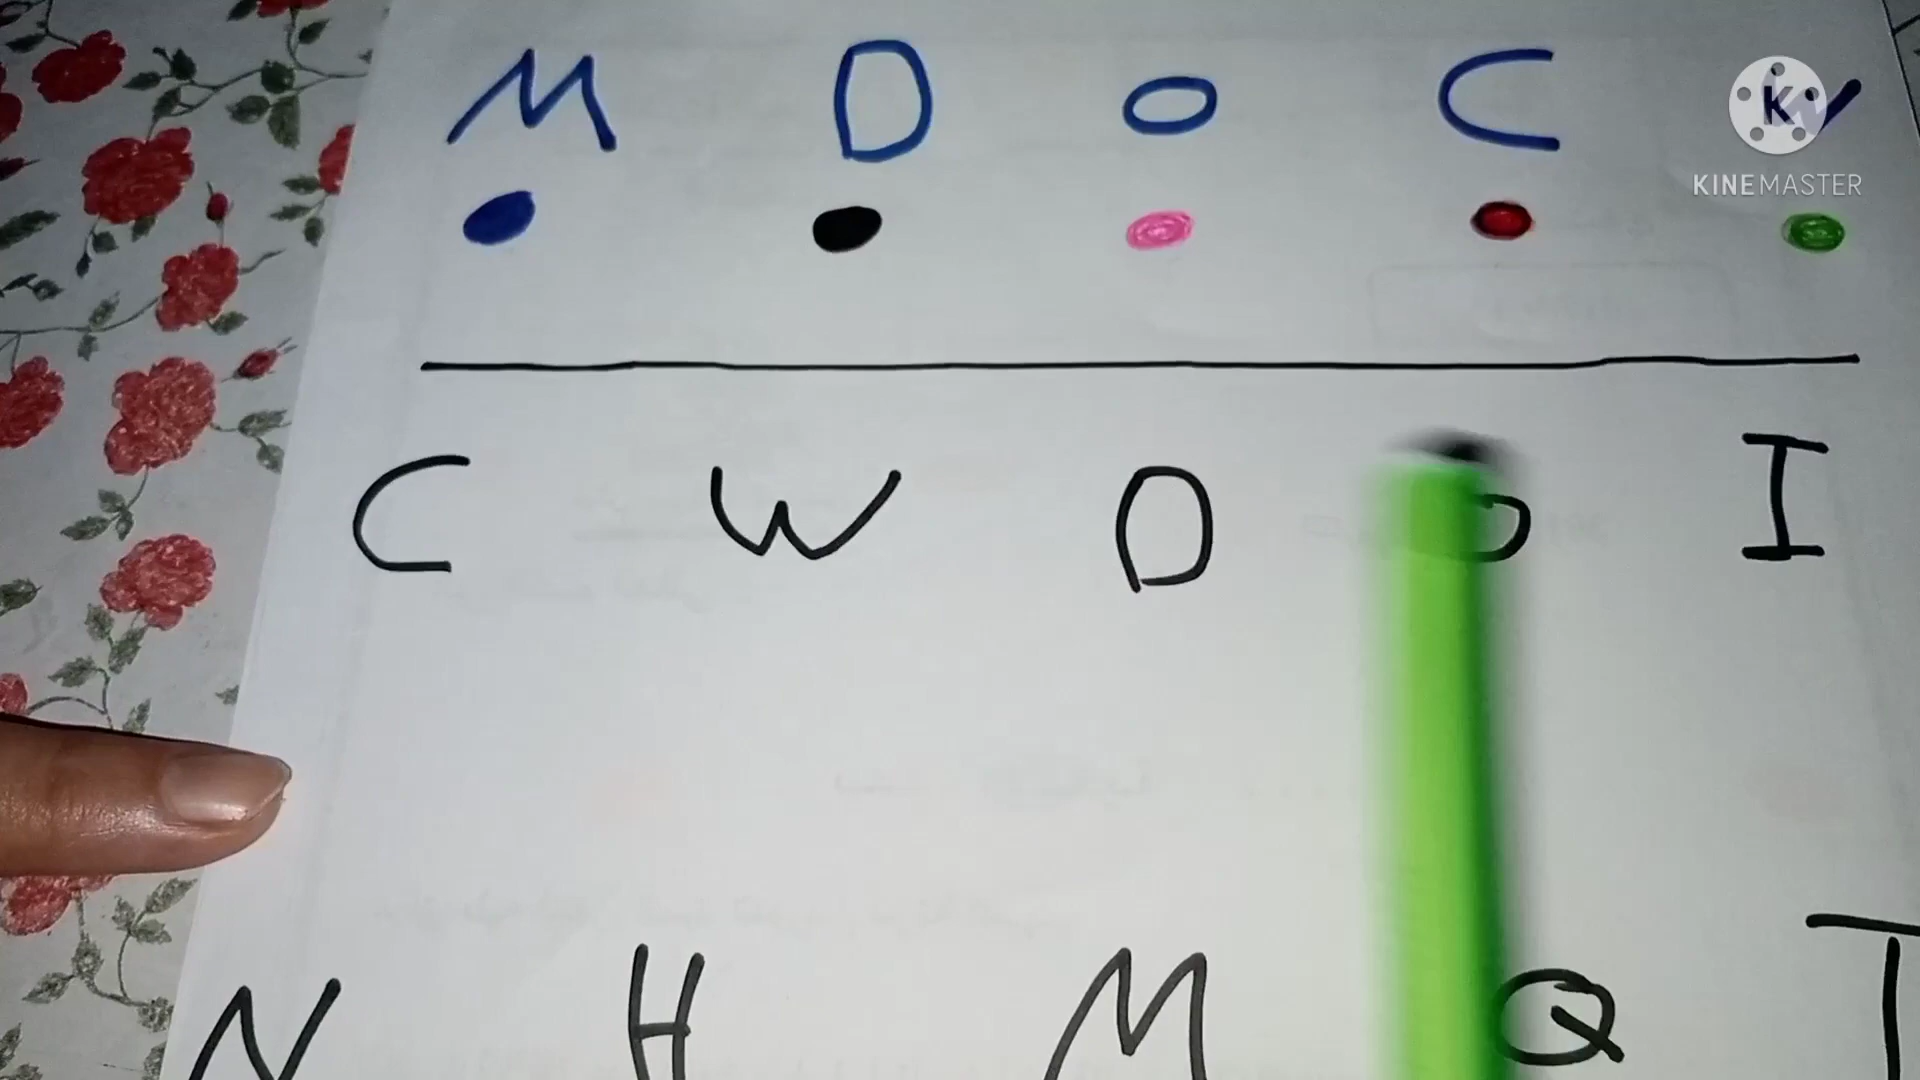 M D O C
K
KINEMASTER
C W D I
N H M Q T